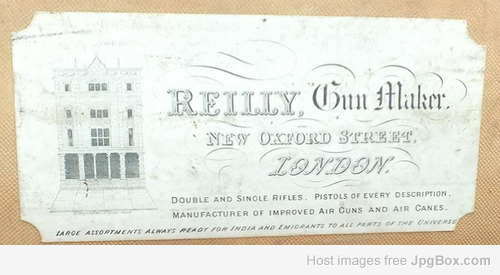 REILLY, Gun Maker.
NEW OXFORD STREET.
LONDON.
DOUBLE AND SINGLE RIFLES. PISTOLS OF EVERY DESCRIPTION.
MANUFACTURER OF IMPROVED AIR GUNS AND AIR CANES.
LARGE ASSORTMENTS ALWAYS READY FOR INDIA AND EMIGRANTS TO ALL PARTS OF THE UNIVERSE
Host images free at JpgBox.com